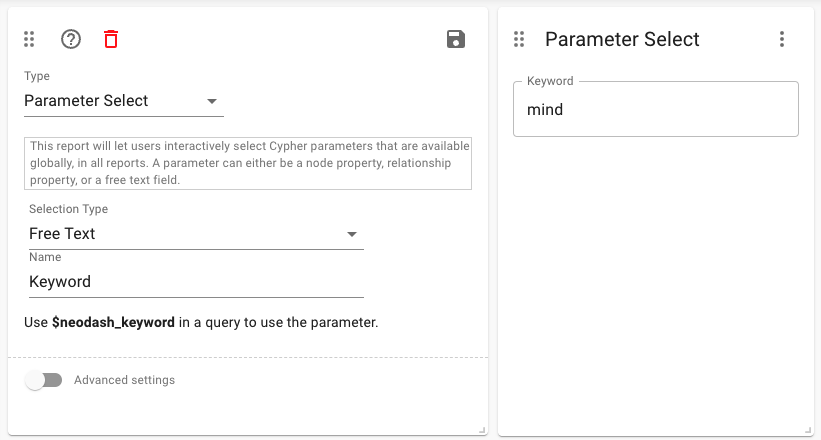 Type
Parameter Select
This report will let users interactively select Cypher parameters that are available
globally, in all reports. A parameter can either be a node property, relationship
property, or a free text field.
Selection Type
Free Text
Name
Keyword
Use $neodash_keyword in a query to use the parameter.
Advanced settings
Parameter Select
Keyword
mind